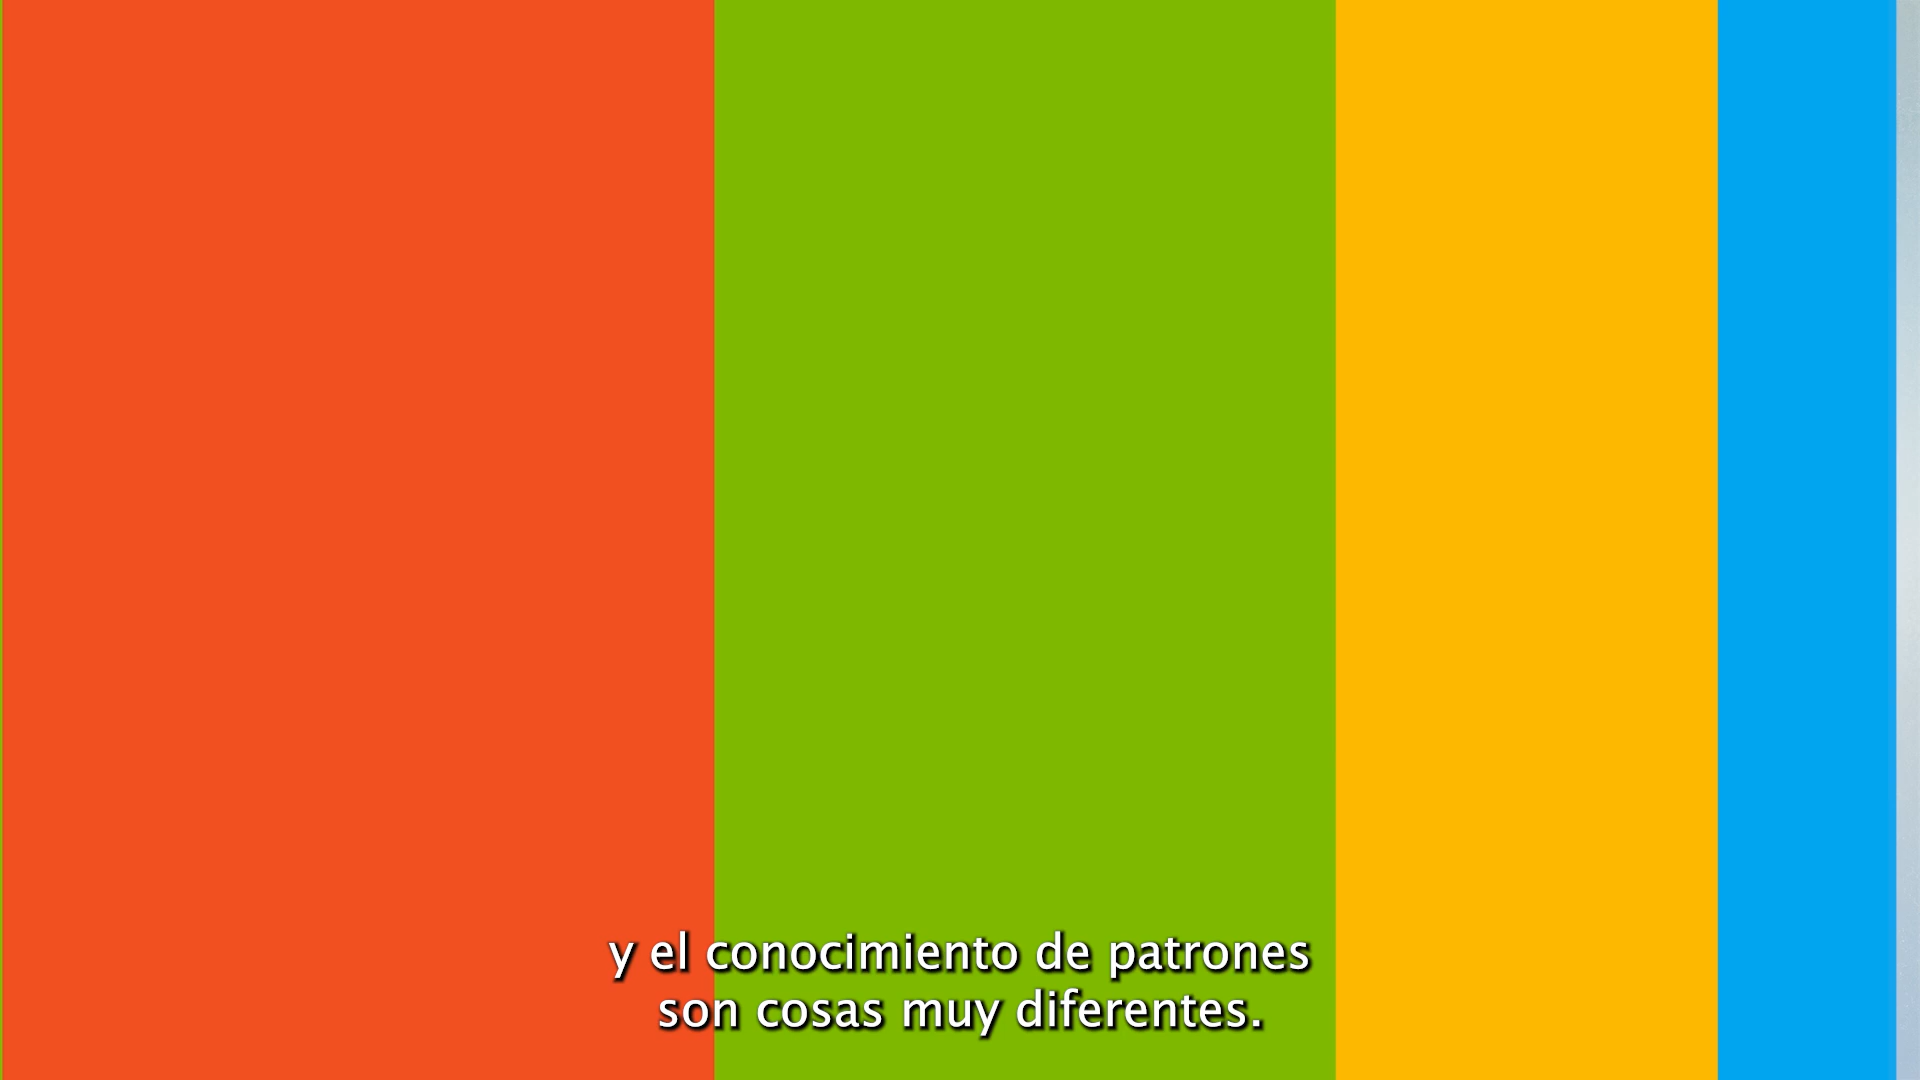 y el conocimiento de patrones
son cosas muy diferentes.